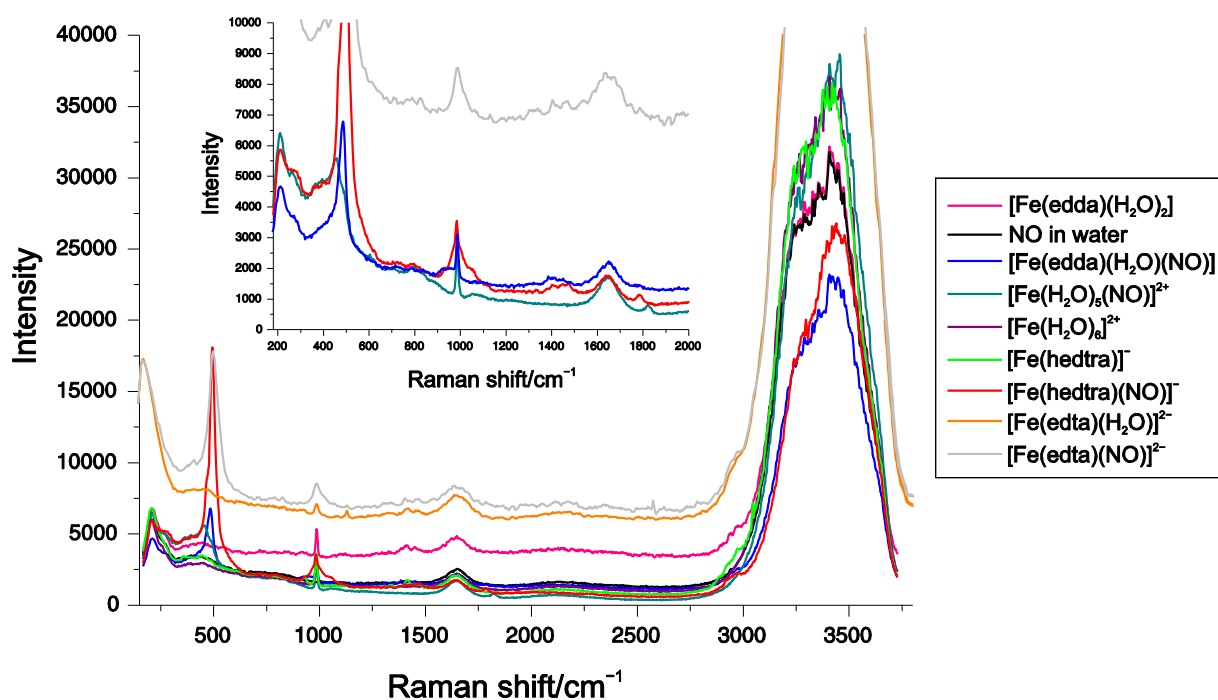 40000
35000
30000
25000
20000
15000
10000
5000
0
Intensity
500 1000 1500 2000 2500 3000 3500
Raman shift/cm⁻¹
10000
9000
8000
7000
6000
5000
4000
3000
2000
1000
0
Intensity
200 400 600 800 1000 1200 1400 1600 1800 2000
Raman shift/cm⁻¹
[Fe(edda)(H₂O)₂]
NO in water
[Fe(edda)(H₂O)(NO)]
[Fe(H₂O)₅(NO)]²⁺
[Fe(H₂O)₆]²⁺
[Fe(hedtra)]⁻
[Fe(hedtra)(NO)]⁻
[Fe(edta)(H₂O)]²⁻
[Fe(edta)(NO)]²⁻